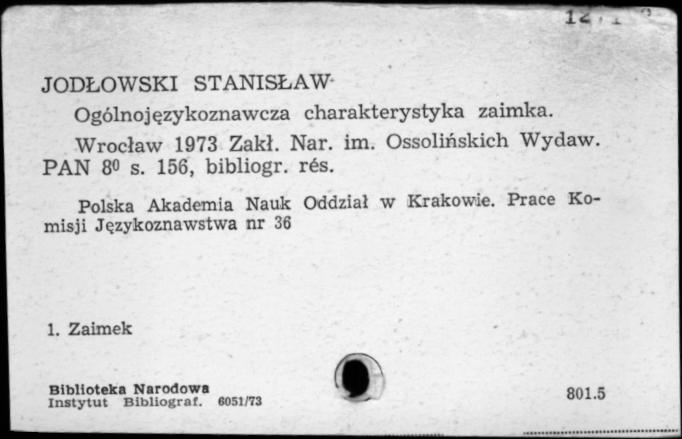 JODŁOWSKI STANISŁAW
Ogólnojęzykoznawcza charakterystyka zaimka.
Wrocław 1973 Zakł. Nar. im. Ossolińskich Wydaw.
PAN 8⁰ s. 156, bibliogr. rés.
Polska Akademia Nauk Oddział w Krakowie. Prace Ko-
misji Językoznawstwa nr 36
1. Zaimek
Biblioteka Narodowa
Instytut Bibliograf. 6051/73
801.5